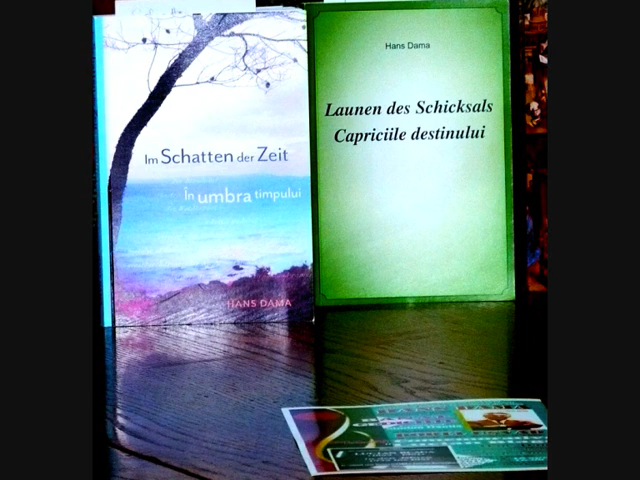 Im Schatten der Zeit
În umbra timpului
HANS DAMA
Hans Dama
Launen des Schicksals
Capriciile destinului